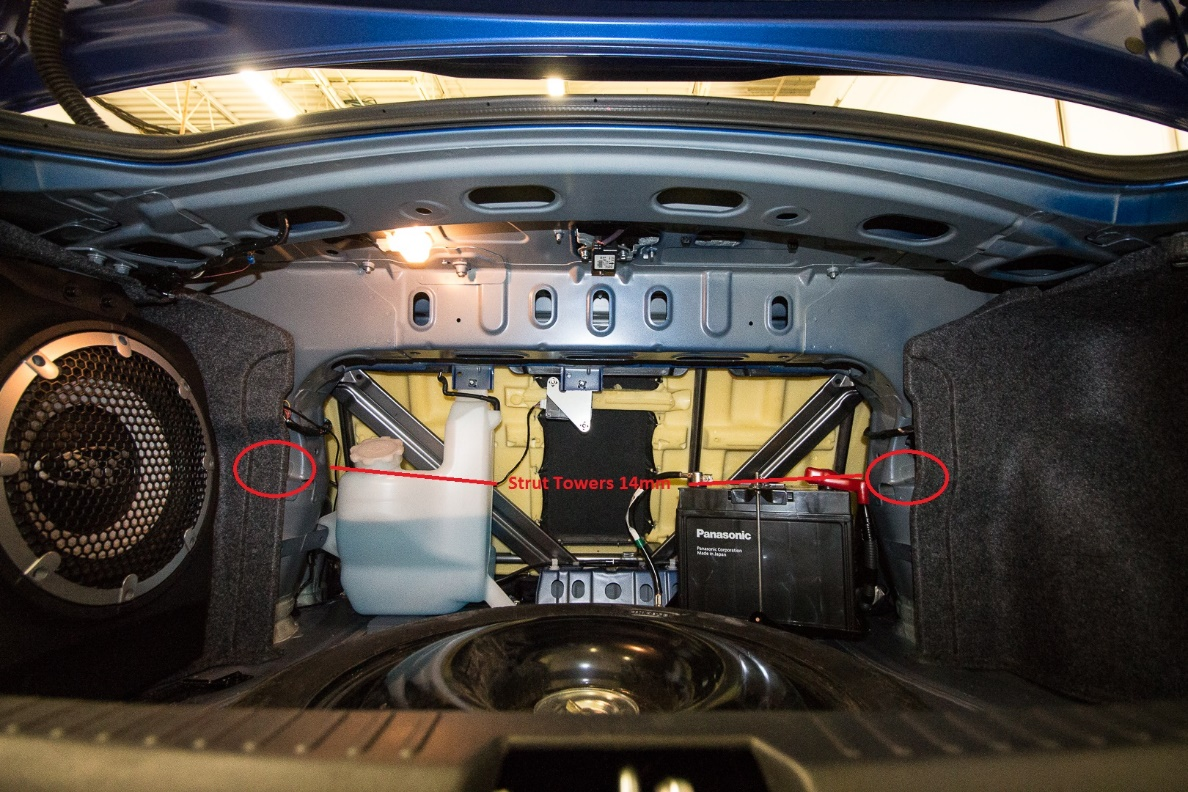 Strut Towers 14mm
Panasonic
Panasonic Corporation
Made in Japan